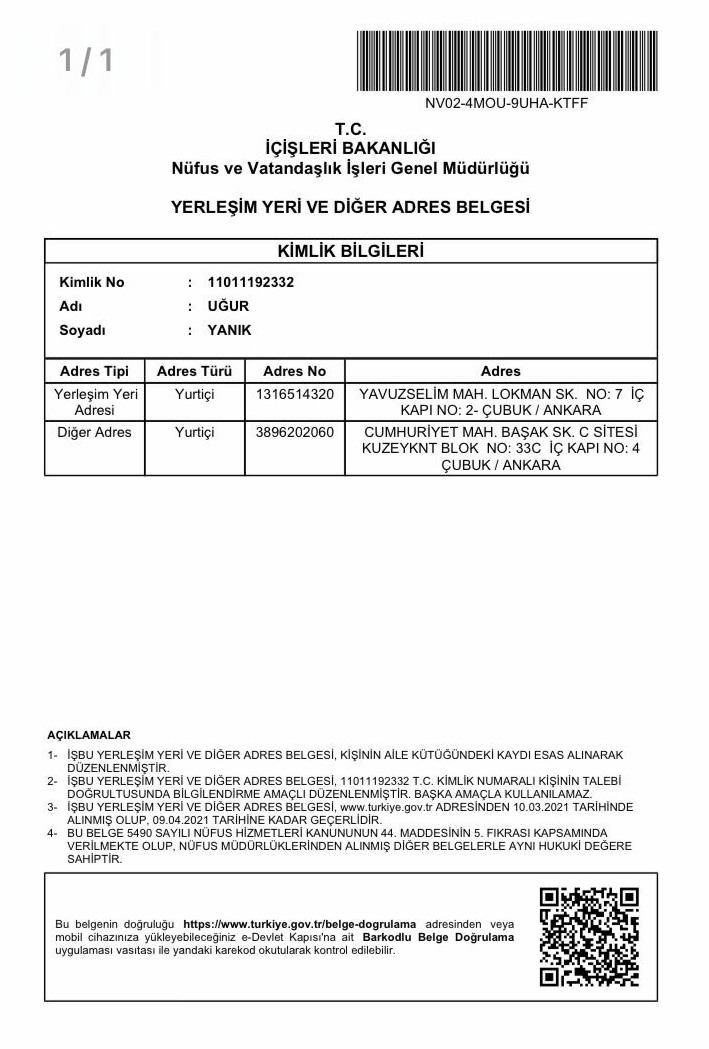 1/1
NV02-4MOU-9UHA-KTFF
T.C.
İÇİŞLERİ BAKANLIĞI
Nüfus ve Vatandaşlık İşleri Genel Müdürlüğü
YERLEŞİM YERİ VE DİĞER ADRES BELGESİ
KİMLİK BİLGİLERİ
Kimlik No : 11011192332
Adı : UĞUR
Soyadı : YANIK
Adres Tipi Adres Türü Adres No Adres
Yerleşim Yeri Adresi Yurtiçi 1316514320 YAVUZSELİM MAH. LOKMAN SK. NO: 7 İÇ
KAPI NO: 2- ÇUBUK / ANKARA
Diğer Adres Yurtiçi 3896202060 CUMHURİYET MAH. BAŞAK SK. C SİTESİ
KUZEYKNT BLOK NO: 33C İÇ KAPI NO: 4
ÇUBUK / ANKARA
AÇIKLAMALAR
1- İŞBU YERLEŞİM YERİ VE DİĞER ADRES BELGESİ, KİŞİNİN AİLE KÜTÜĞÜNDEKİ KAYDI ESAS ALINARAK
DÜZENLENMİŞTİR.
2- İŞBU YERLEŞİM YERİ VE DİĞER ADRES BELGESİ, 11011192332 T.C. KİMLİK NUMARALI KİŞİNİN TALEBİ
DOĞRULTUSUNDA BİLGİLENDİRME AMAÇLI DÜZENLENMİŞTİR. BAŞKA AMAÇLA KULLANILAMAZ.
3- İŞBU YERLEŞİM YERİ VE DİĞER ADRES BELGESİ, www.turkiye.gov.tr ADRESİNDEN 10.03.2021 TARİHİNDE
ALINMIŞ OLUP, 09.04.2021 TARİHİNE KADAR GEÇERLİDİR.
4- BU BELGE 5490 SAYILI NÜFUS HİZMETLERİ KANUNUNUN 44. MADDESİNİN 5. FIKRASI KAPSAMINDA
VERİLMEKTE OLUP, NÜFUS MÜDÜRLÜKLERİNDEN ALINMIŞ DİĞER BELGELERLE AYNI HUKUKİ DEĞERE
SAHİPTİR.
Bu belgenin doğruluğu https://www.turkiye.gov.tr/belge-dogrulama adresinden veya
mobil cihazınıza yükleyebileceğiniz e-Devlet Kapısı'na ait Barkodlu Belge Doğrulama
uygulaması vasıtası ile yandaki karekod okutularak kontrol edilebilir.